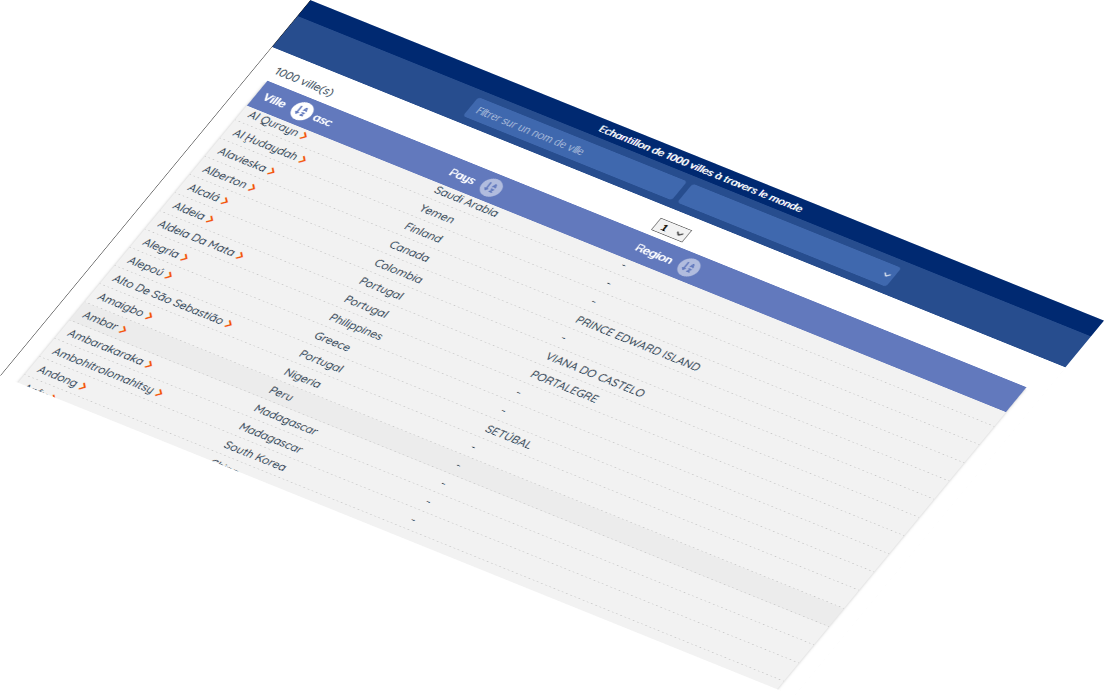 Echantillon de 1000 villes à travers le monde
Filtrer sur un nom de ville
1000 ville(s)
1
Ville asc Pays Region
Al Qurayn Saudi Arabia -
Al Ḩudaydah Yemen -
Alavieska Finland -
Alberton Canada PRINCE EDWARD ISLAND
Alcalá Colombia -
Aldeia Portugal VIANA DO CASTELO
Aldeia Da Mata Portugal PORTALEGRE
Alegria Philippines -
Alepoú Greece -
Alto De São Sebastião Portugal SETÚBAL
Amaigbo Nigeria -
Ambar Peru -
Ambarakaraka Madagascar -
Ambohitrolomahitsy Madagascar -
Andong South Korea -